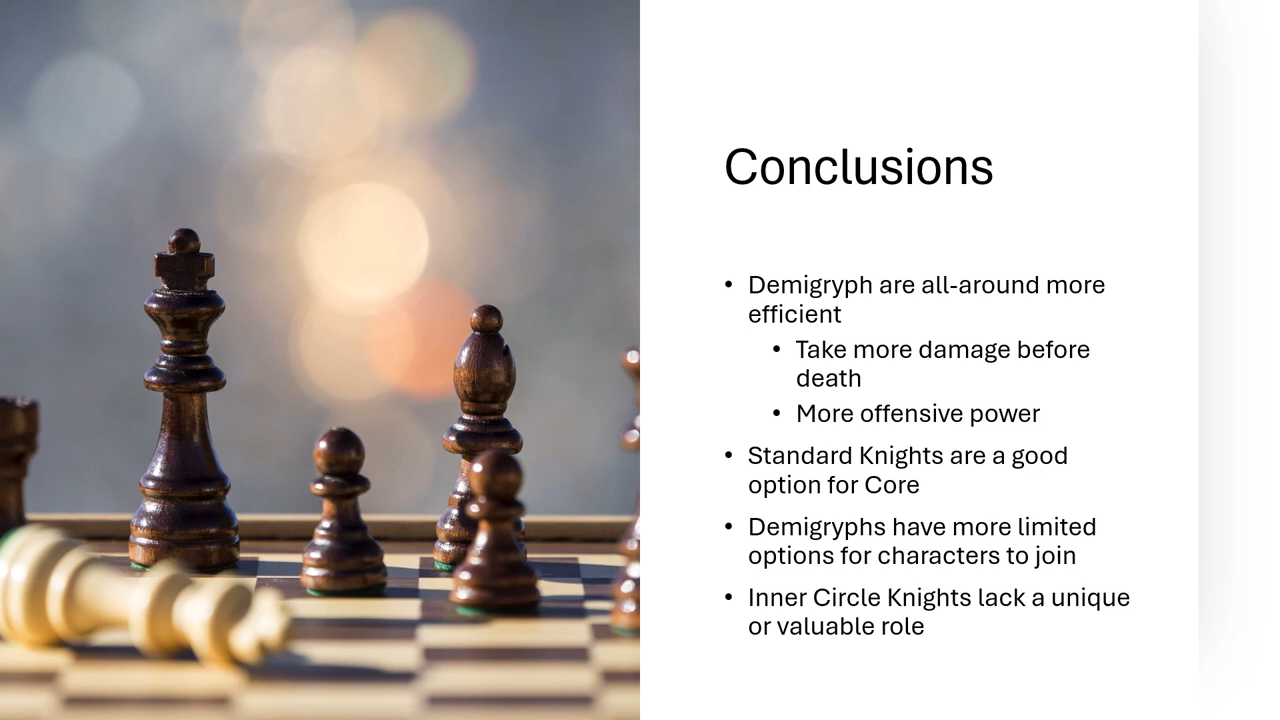 Conclusions
• Demigryph are all-around more
efficient
• Take more damage before
death
• More offensive power
• Standard Knights are a good
option for Core
• Demigryphs have more limited
options for characters to join
• Inner Circle Knights lack a unique
or valuable role